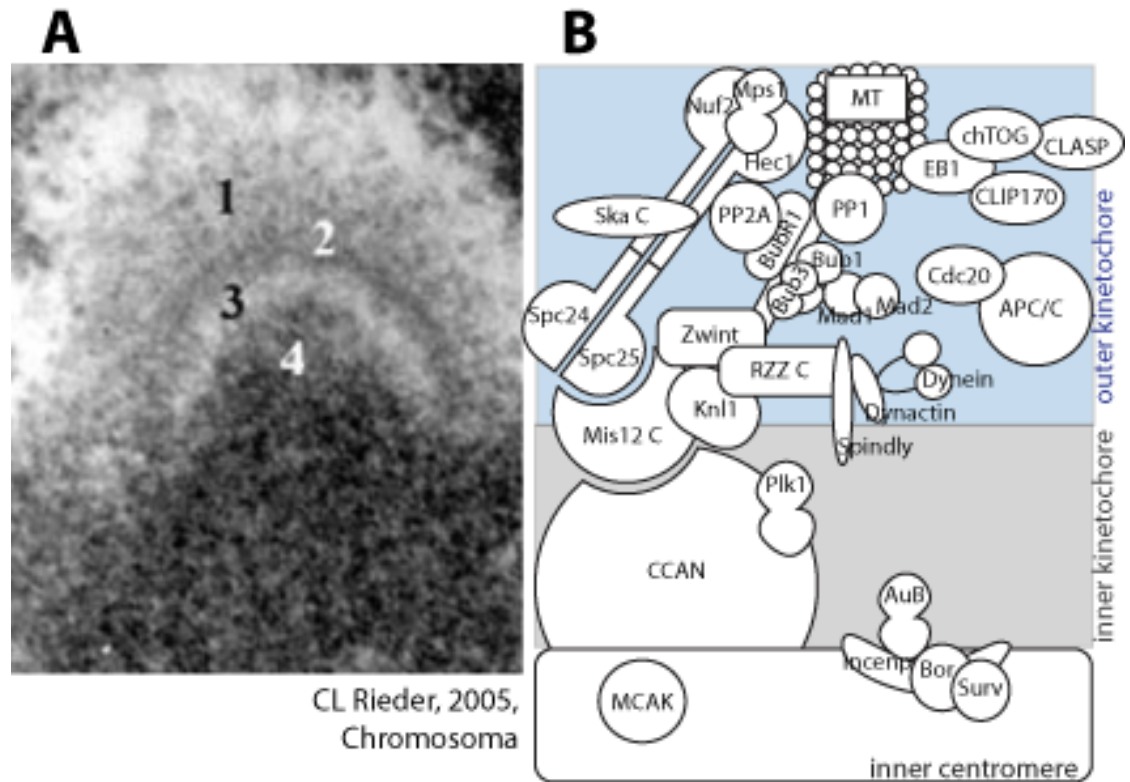 A
B
1
2
3
4
CL Rieder, 2005,
Chromosoma
Nuf2
Mps1
Hec1
MT
chTOG
CLASP
EB1
CLIP170
Ska C
PP2A
BubR1
PP1
Bub1
Bub3
Mad1
Mad2
Cdc20
APC/C
Spc24
Spc25
Zwint
RZZ C
Dynein
Dynactin
Knl1
Mis12 C
Spindly
Plk1
CCAN
AuB
Incenp
Bor
Surv
MCAK
inner centromere
outer kinetochore
inner kinetochore